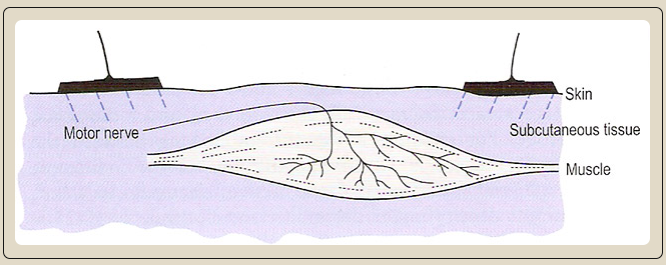 Skin
Motor nerve
Subcutaneous tissue
Muscle